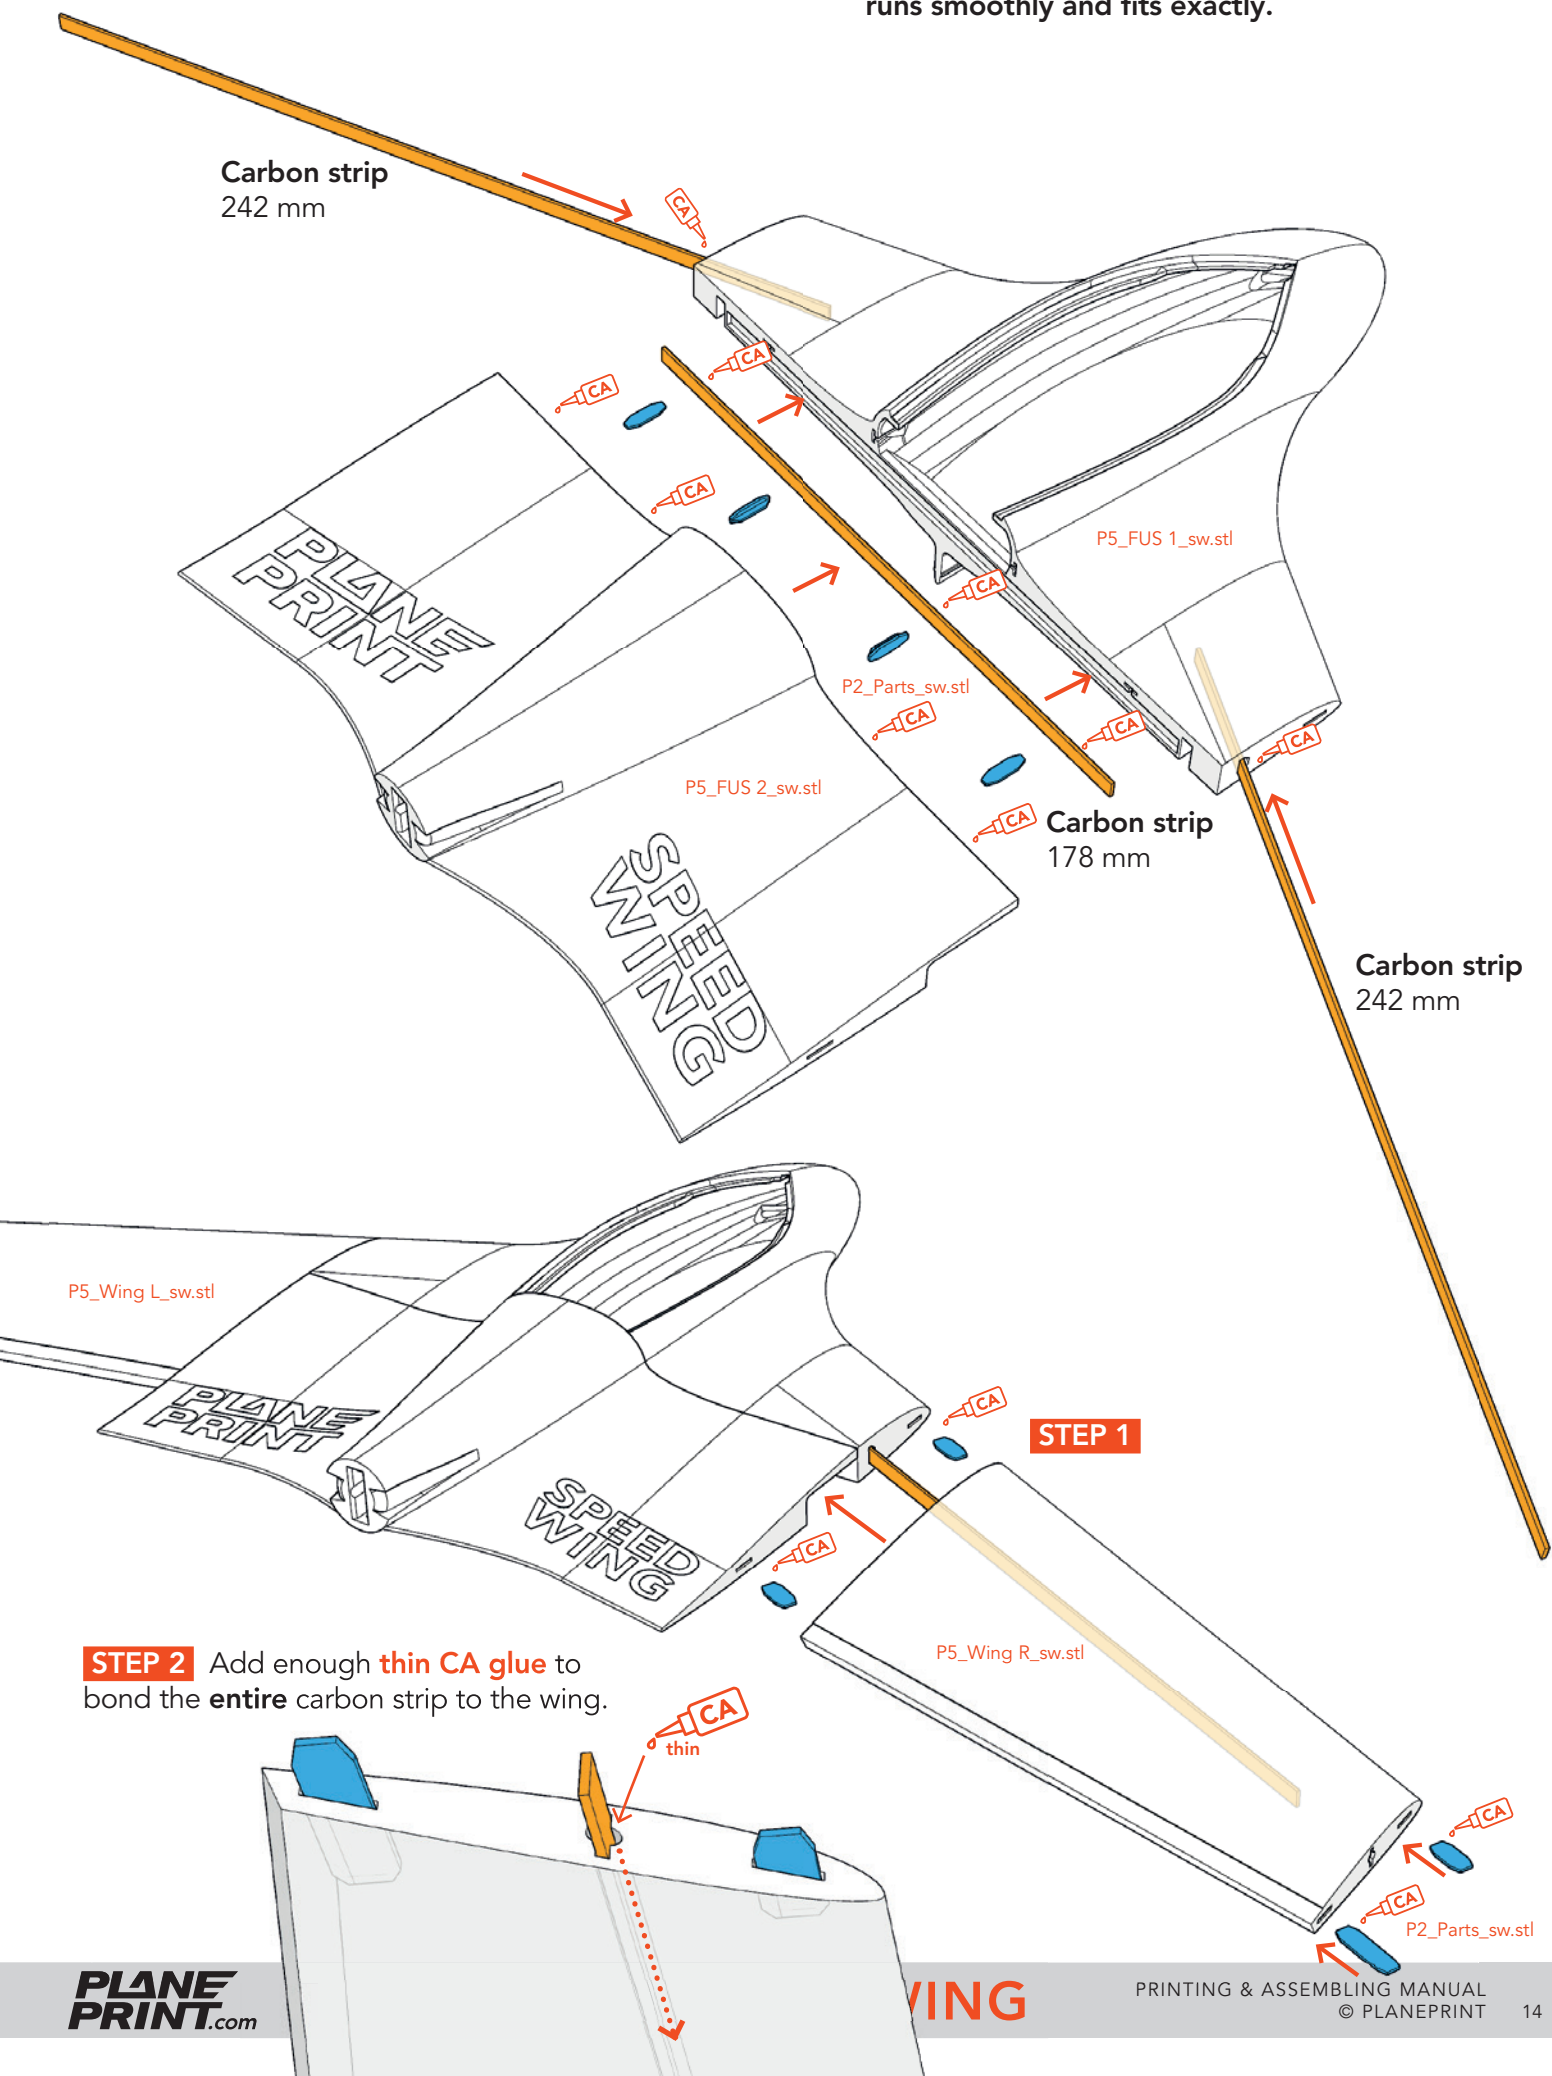 runs smoothly and fits exactly.
Carbon strip
242 mm
CA
CA
CA
CA
P5_FUS 1_sw.stl
PLANE
PRINT
CA
P2_Parts_sw.stl
CA
CA
CA
P5_FUS 2_sw.stl
CA
Carbon strip
178 mm
SPEED
WING
Carbon strip
242 mm
P5_Wing L_sw.stl
PLANE
PRINT
CA
STEP 1
SPEED
WING
CA
P5_Wing R_sw.stl
STEP 2 Add enough thin CA glue to
bond the entire carbon strip to the wing.
CA
thin
CA
CA
P2_Parts_sw.stl
PLANE
PRINT.com
WING
PRINTING & ASSEMBLING MANUAL
© PLANEPRINT 14